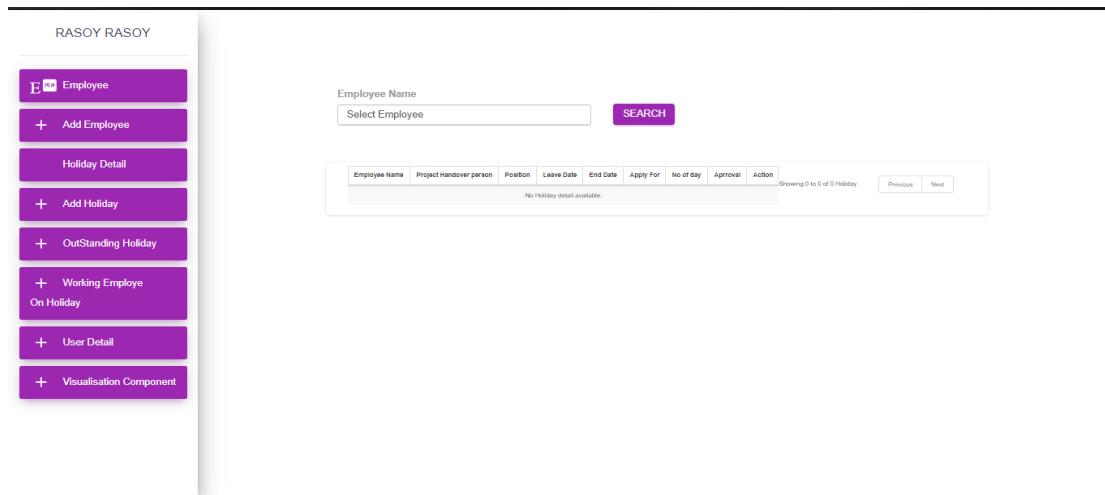 RASOY RASOY
E MP Employee
Add Employee
Holiday Detail
Add Holiday
OutStanding Holiday
Working Employe
On Holiday
User Detail
Visualisation Component
Employee Name
Select Employee
SEARCH
Employee Name Project Handover person Position Leave Date End Date Apply For No of day Aprroval Action
No Holiday detail available.
Showing 0 to 0 of 0 Holiday
Previous Next